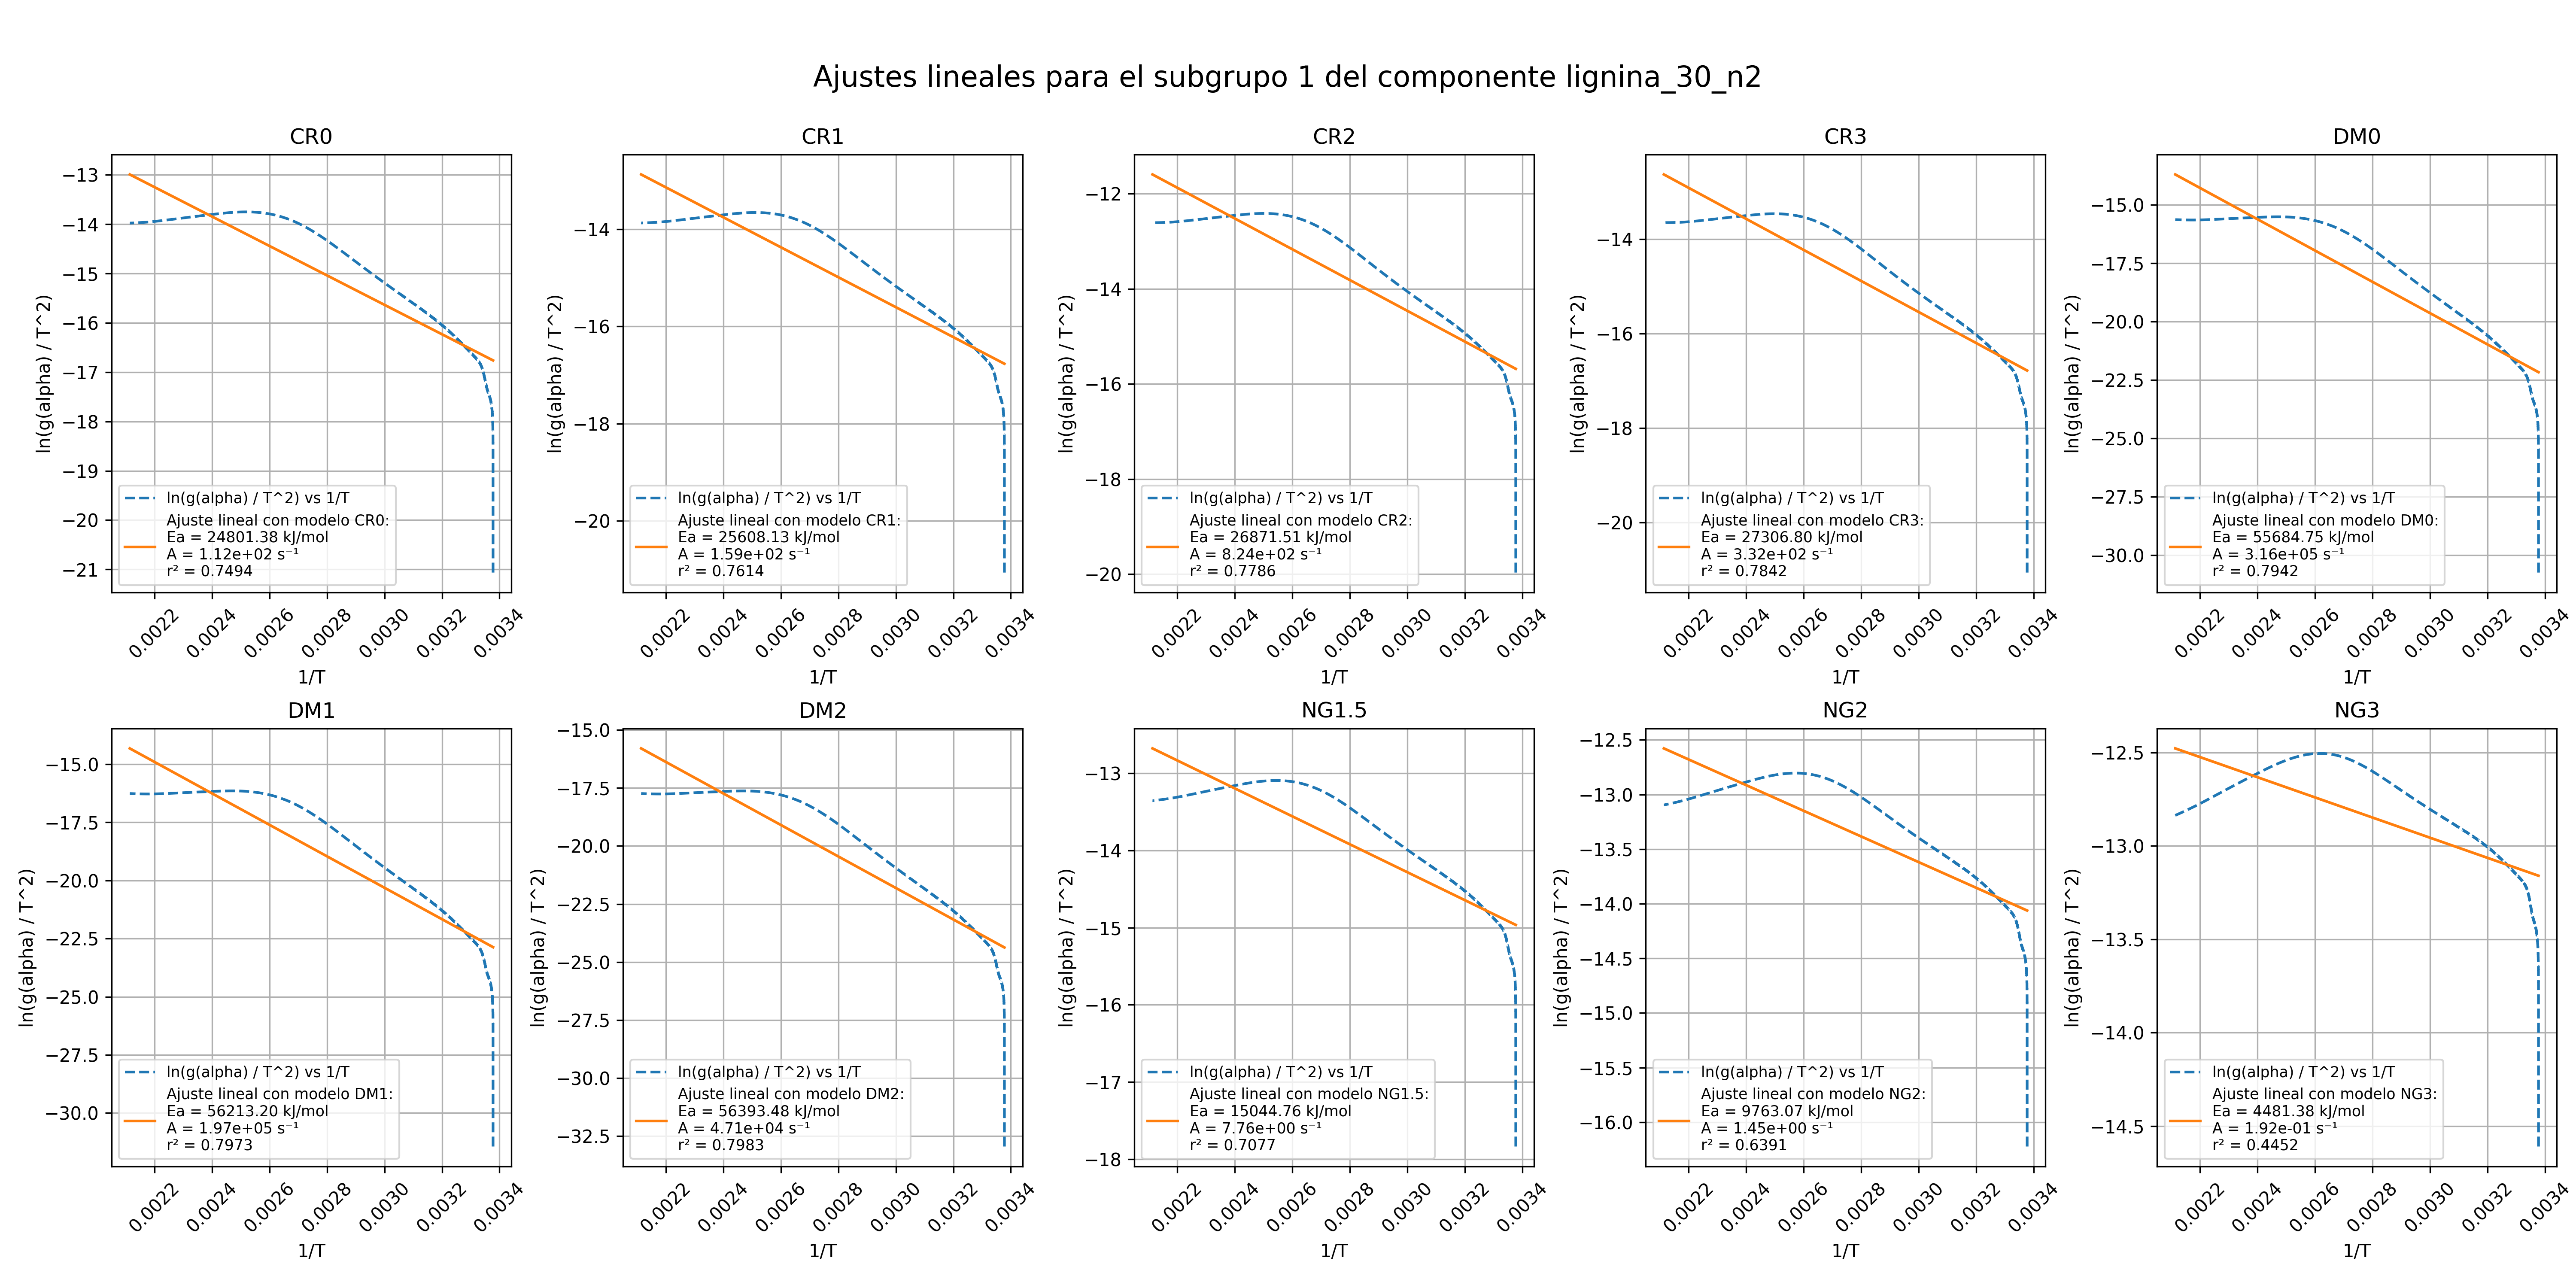 Ajustes lineales para el subgrupo 1 del componente lignina_30_n2
CR0
ln(g(alpha) / T^2)
−13
−14
−15
−16
−17
−18
−19
−20
−21
ln(g(alpha) / T^2) vs 1/T
Ajuste lineal con modelo CR0:
Ea = 24801.38 kJ/mol
A = 1.12e+02 s⁻¹
r² = 0.7494
0.0022 0.0024 0.0026 0.0028 0.0030 0.0032 0.0034
1/T
CR1
ln(g(alpha) / T^2)
−14
−16
−18
−20
ln(g(alpha) / T^2) vs 1/T
Ajuste lineal con modelo CR1:
Ea = 25608.13 kJ/mol
A = 1.59e+02 s⁻¹
r² = 0.7614
0.0022 0.0024 0.0026 0.0028 0.0030 0.0032 0.0034
1/T
CR2
ln(g(alpha) / T^2)
−12
−14
−16
−18
−20
ln(g(alpha) / T^2) vs 1/T
Ajuste lineal con modelo CR2:
Ea = 26871.51 kJ/mol
A = 8.24e+02 s⁻¹
r² = 0.7786
0.0022 0.0024 0.0026 0.0028 0.0030 0.0032 0.0034
1/T
CR3
ln(g(alpha) / T^2)
−14
−16
−18
−20
ln(g(alpha) / T^2) vs 1/T
Ajuste lineal con modelo CR3:
Ea = 27306.80 kJ/mol
A = 3.32e+02 s⁻¹
r² = 0.7842
0.0022 0.0024 0.0026 0.0028 0.0030 0.0032 0.0034
1/T
DM0
ln(g(alpha) / T^2)
−15.0
−17.5
−20.0
−22.5
−25.0
−27.5
−30.0
ln(g(alpha) / T^2) vs 1/T
Ajuste lineal con modelo DM0:
Ea = 55684.75 kJ/mol
A = 3.16e+05 s⁻¹
r² = 0.7942
0.0022 0.0024 0.0026 0.0028 0.0030 0.0032 0.0034
1/T
DM1
ln(g(alpha) / T^2)
−15.0
−17.5
−20.0
−22.5
−25.0
−27.5
−30.0
ln(g(alpha) / T^2) vs 1/T
Ajuste lineal con modelo DM1:
Ea = 56213.20 kJ/mol
A = 1.97e+05 s⁻¹
r² = 0.7973
0.0022 0.0024 0.0026 0.0028 0.0030 0.0032 0.0034
1/T
DM2
ln(g(alpha) / T^2)
−15.0
−17.5
−20.0
−22.5
−25.0
−27.5
−30.0
−32.5
ln(g(alpha) / T^2) vs 1/T
Ajuste lineal con modelo DM2:
Ea = 56393.48 kJ/mol
A = 4.71e+04 s⁻¹
r² = 0.7983
0.0022 0.0024 0.0026 0.0028 0.0030 0.0032 0.0034
1/T
NG1.5
ln(g(alpha) / T^2)
−13
−14
−15
−16
−17
−18
ln(g(alpha) / T^2) vs 1/T
Ajuste lineal con modelo NG1.5:
Ea = 15044.76 kJ/mol
A = 7.76e+00 s⁻¹
r² = 0.7077
0.0022 0.0024 0.0026 0.0028 0.0030 0.0032 0.0034
1/T
NG2
ln(g(alpha) / T^2)
−12.5
−13.0
−13.5
−14.0
−14.5
−15.0
−15.5
−16.0
ln(g(alpha) / T^2) vs 1/T
Ajuste lineal con modelo NG2:
Ea = 9763.07 kJ/mol
A = 1.45e+00 s⁻¹
r² = 0.6391
0.0022 0.0024 0.0026 0.0028 0.0030 0.0032 0.0034
1/T
NG3
ln(g(alpha) / T^2)
−12.5
−13.0
−13.5
−14.0
−14.5
ln(g(alpha) / T^2) vs 1/T
Ajuste lineal con modelo NG3:
Ea = 4481.38 kJ/mol
A = 1.92e-01 s⁻¹
r² = 0.4452
0.0022 0.0024 0.0026 0.0028 0.0030 0.0032 0.0034
1/T